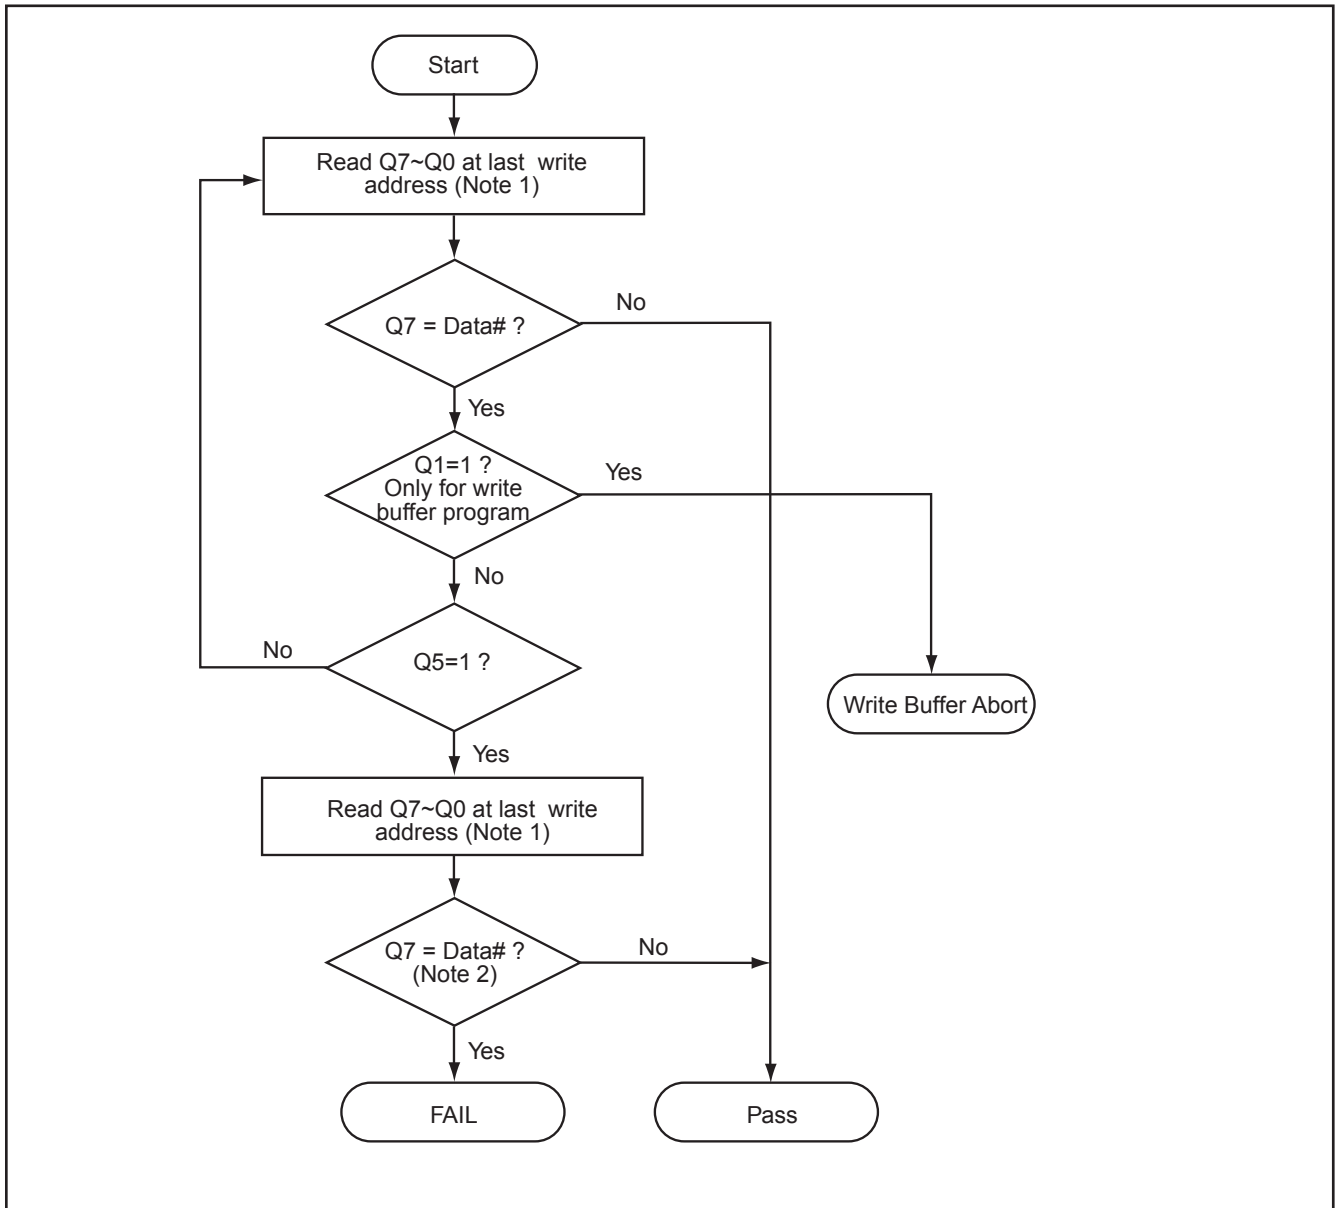 Start
Read Q7~Q0 at last write
address (Note 1)
Q7 = Data# ?
No
Yes
Q1=1 ?
Only for write
buffer program
Yes
No
Q5=1 ?
No
Write Buffer Abort
Yes
Read Q7~Q0 at last write
address (Note 1)
Q7 = Data# ?
(Note 2)
No
Yes
FAIL
Pass